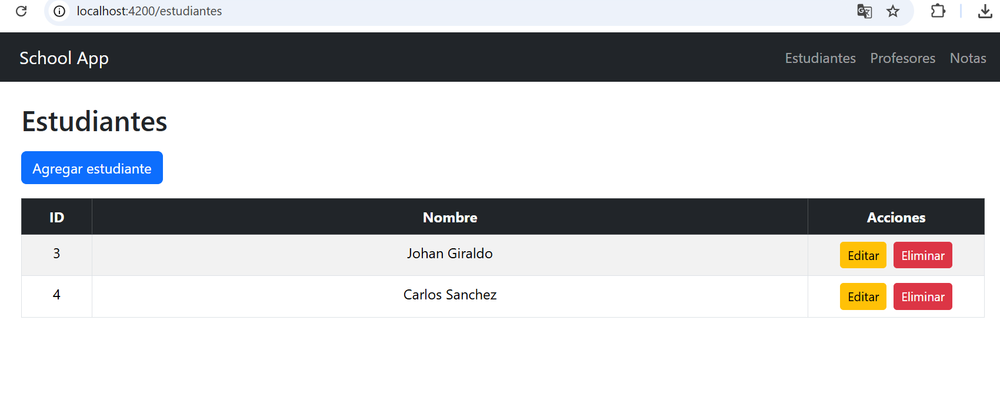 localhost:4200/estudiantes
School App
Estudiantes Profesores Notas
Estudiantes
Agregar estudiante
ID Nombre Acciones
3 Johan Giraldo Editar Eliminar
4 Carlos Sanchez Editar Eliminar